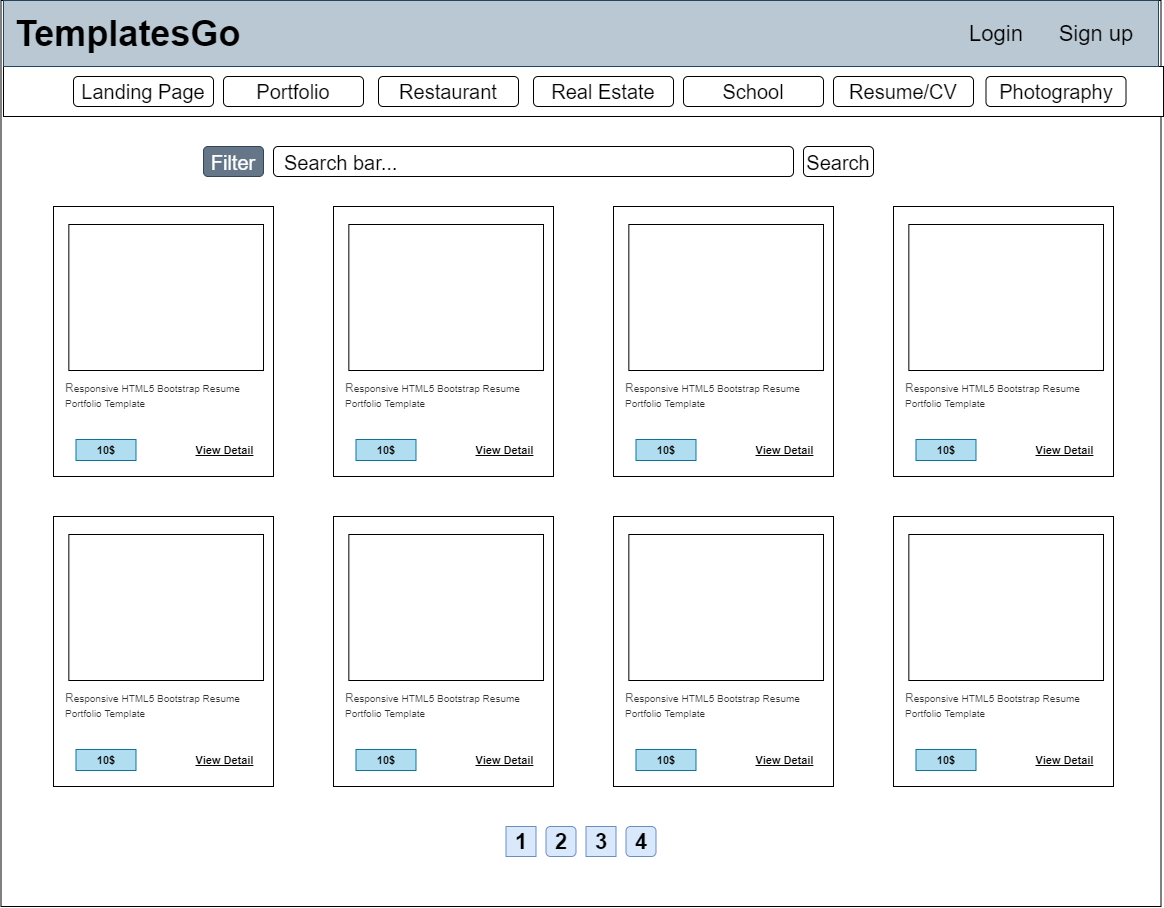 TemplatesGo
Login Sign up
Landing Page Portfolio Restaurant Real Estate School Resume/CV Photography
Filter Search bar... Search
Responsive HTML5 Bootstrap Resume
Portfolio Template
10$ View Detail
Responsive HTML5 Bootstrap Resume
Portfolio Template
10$ View Detail
Responsive HTML5 Bootstrap Resume
Portfolio Template
10$ View Detail
Responsive HTML5 Bootstrap Resume
Portfolio Template
10$ View Detail
Responsive HTML5 Bootstrap Resume
Portfolio Template
10$ View Detail
Responsive HTML5 Bootstrap Resume
Portfolio Template
10$ View Detail
Responsive HTML5 Bootstrap Resume
Portfolio Template
10$ View Detail
Responsive HTML5 Bootstrap Resume
Portfolio Template
10$ View Detail
1 2 3 4